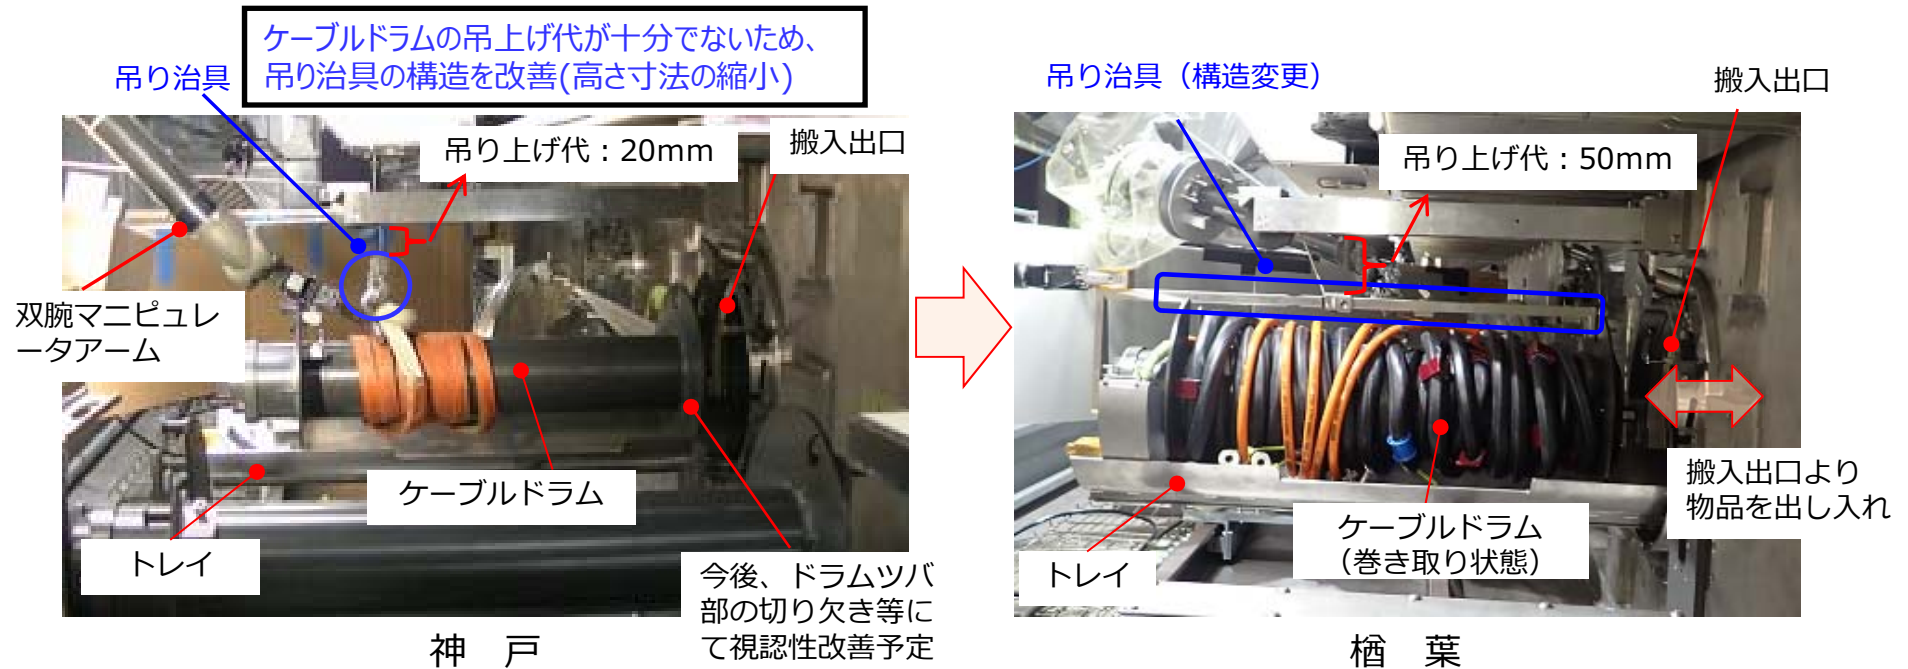 ケーブルドラムの吊上げ代が十分でないため、
吊り治具の構造を改善(高さ寸法の縮小)
吊り治具
吊り上げ代：20mm
搬入出口
双腕マニピュレ
ータアーム
ケーブルドラム
トレイ
今後、ドラムツバ
部の切り欠き等に
て視認性改善予定
神　戸
吊り治具（構造変更）
搬入出口
吊り上げ代：50mm
搬入出口より
物品を出し入れ
ケーブルドラム
（巻き取り状態）
トレイ
楢　葉